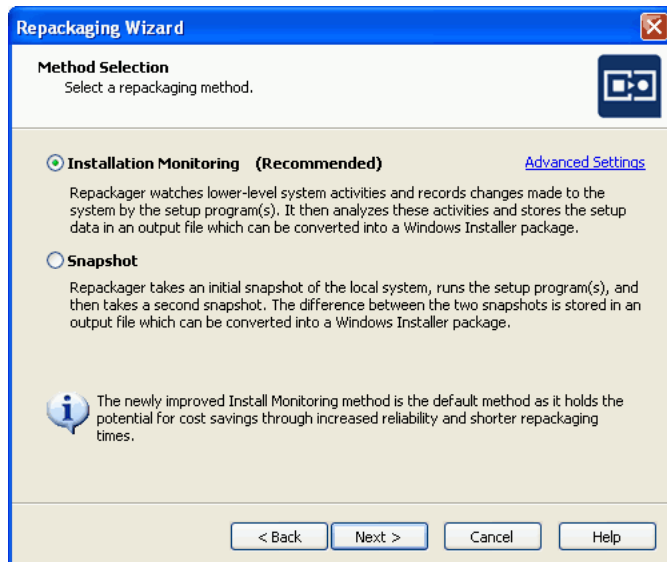 Repackaging Wizard
Method Selection
Select a repackaging method.
Installation Monitoring (Recommended)
Advanced Settings
Repackager watches lower-level system activities and records changes made to the
system by the setup program(s). It then analyzes these activities and stores the setup
data in an output file which can be converted into a Windows Installer package.
Snapshot
Repackager takes an initial snapshot of the local system, runs the setup program(s), and
then takes a second snapshot. The difference between the two snapshots is stored in an
output file which can be converted into a Windows Installer package.
The newly improved Install Monitoring method is the default method as it holds the
potential for cost savings through increased reliability and shorter repackaging
times.
< Back
Next >
Cancel
Help